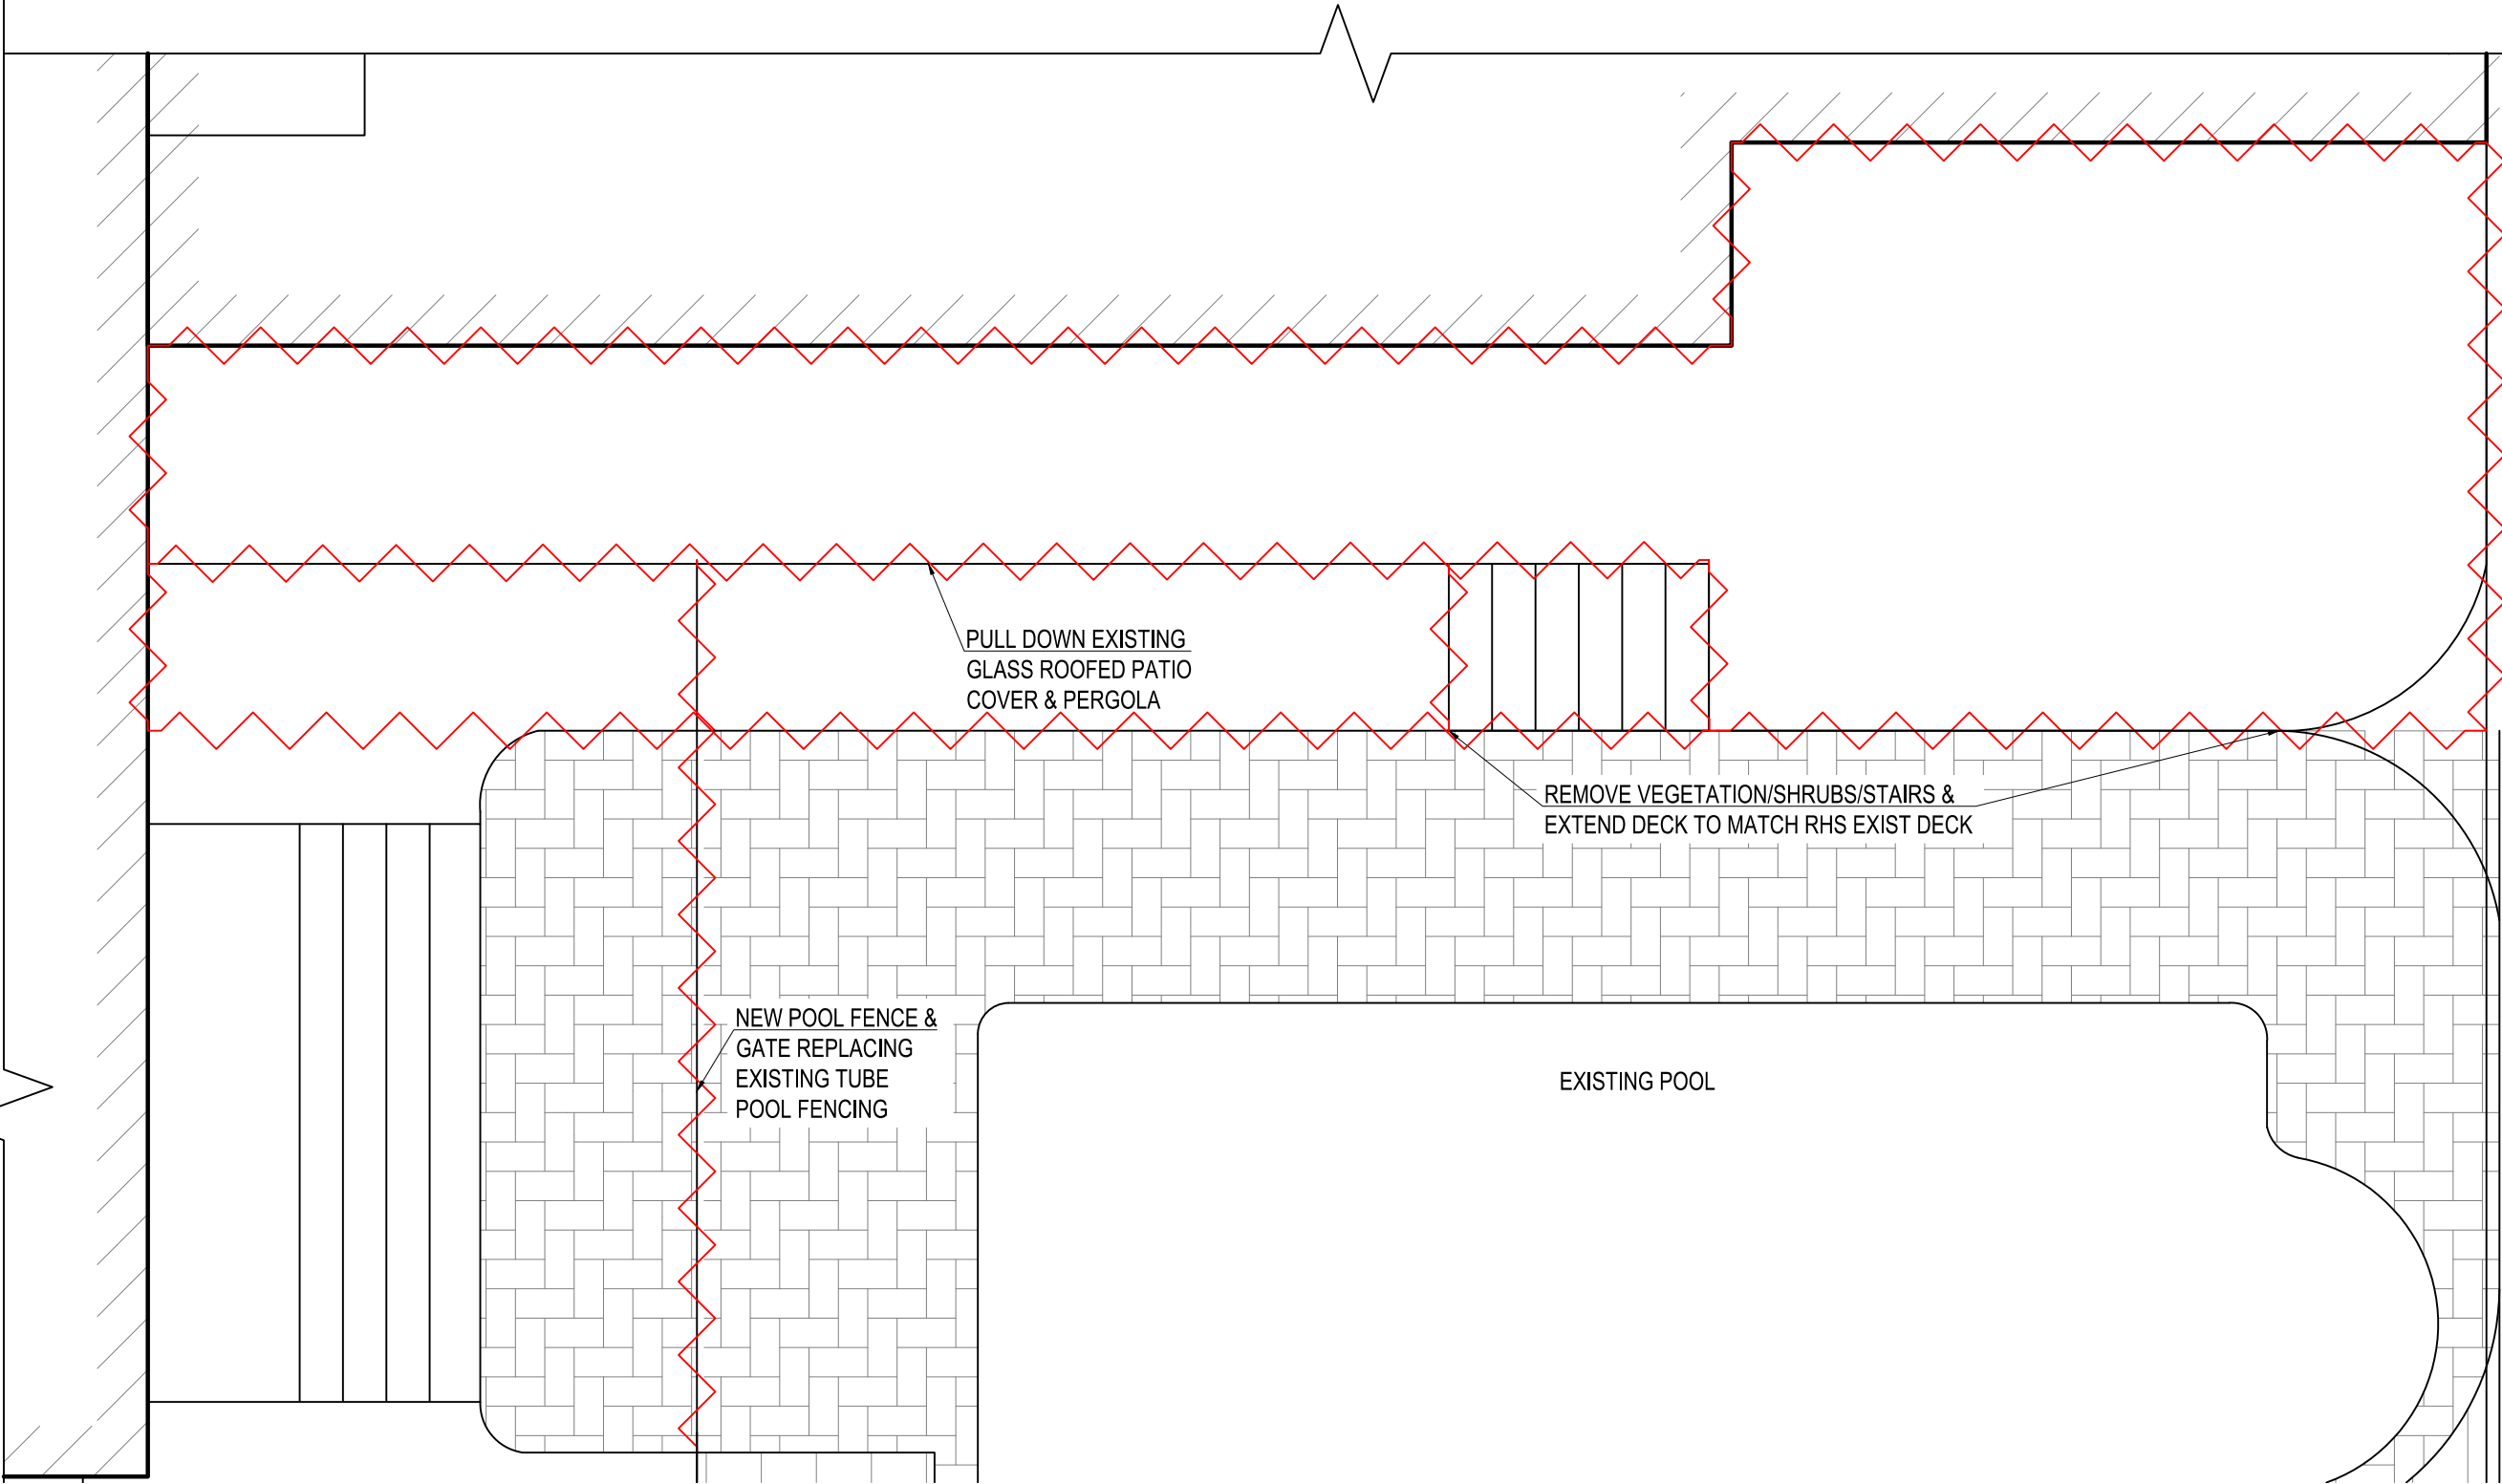 PULL DOWN EXISTING
GLASS ROOFED PATIO
COVER & PERGOLA
REMOVE VEGETATION/SHRUBS/STAIRS &
EXTEND DECK TO MATCH RHS EXIST DECK
NEW POOL FENCE &
GATE REPLACING
EXISTING TUBE
POOL FENCING
EXISTING POOL